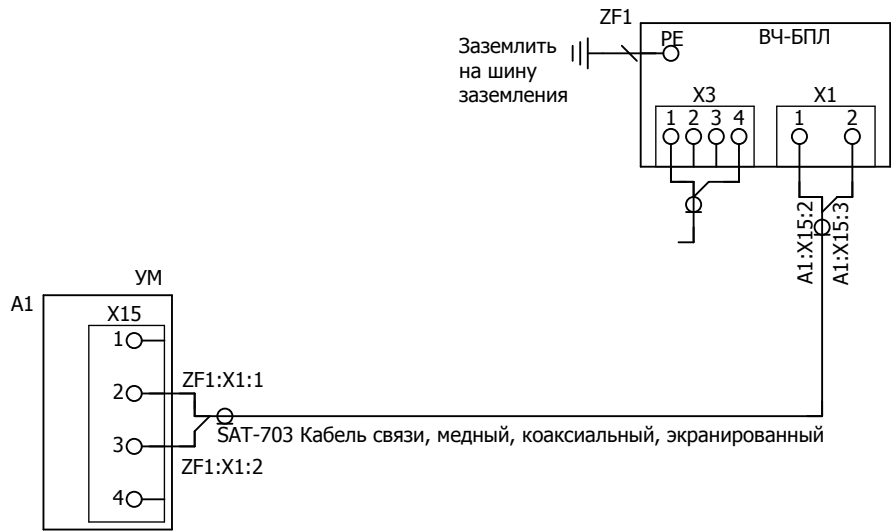 ZF1
ВЧ-БПЛ
PE
Заземлить
на шину
заземления
X3
X1
1 2 3 4
1 2
A1:X15:2
A1:X15:3
УМ
A1
X15
1
2
ZF1:X1:1
SAT-703 Кабель связи, медный, коаксиальный, экранированный
3
ZF1:X1:2
4